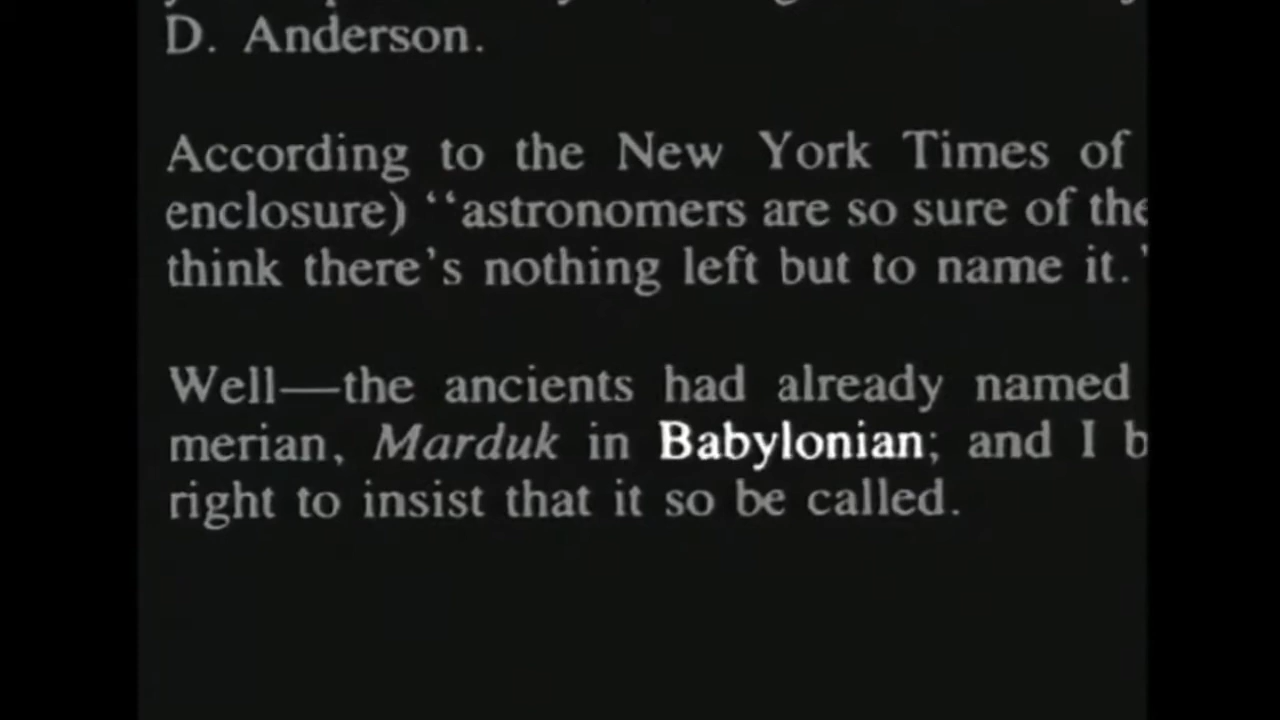 D. Anderson.
According to the New York Times of
enclosure) ‘‘astronomers are so sure of the
think there’s nothing left but to name it.’
Well—the ancients had already named
merian, Marduk in Babylonian; and I b
right to insist that it so be called.